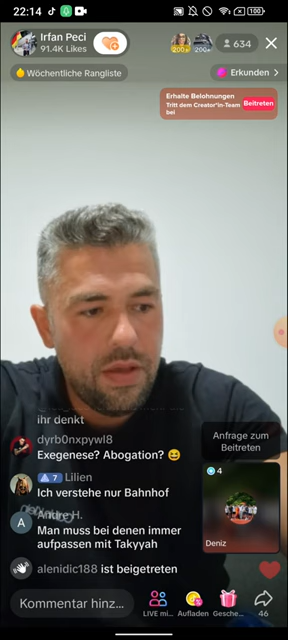 22:14
100
Irfan Peci
91.4K Likes
200+
200+
634
Wöchentliche Rangliste
Erkunden >
Erhalte Belohnungen
Tritt dem Creator*in-Team bei
Beitreten
ihr denkt
dyrb0nxpywl8
Exegenese? Abogation? 😆
7 Lilien
Ich verstehe nur Bahnhof
A
Andre H.
Man muss bei denen immer
aufpassen mit Takyyah
alenidic188 ist beigetreten
Anfrage zum
Beitreten
4
Deniz
Kommentar hinz...
LIVE mi...
Aufladen
Gesche...
46